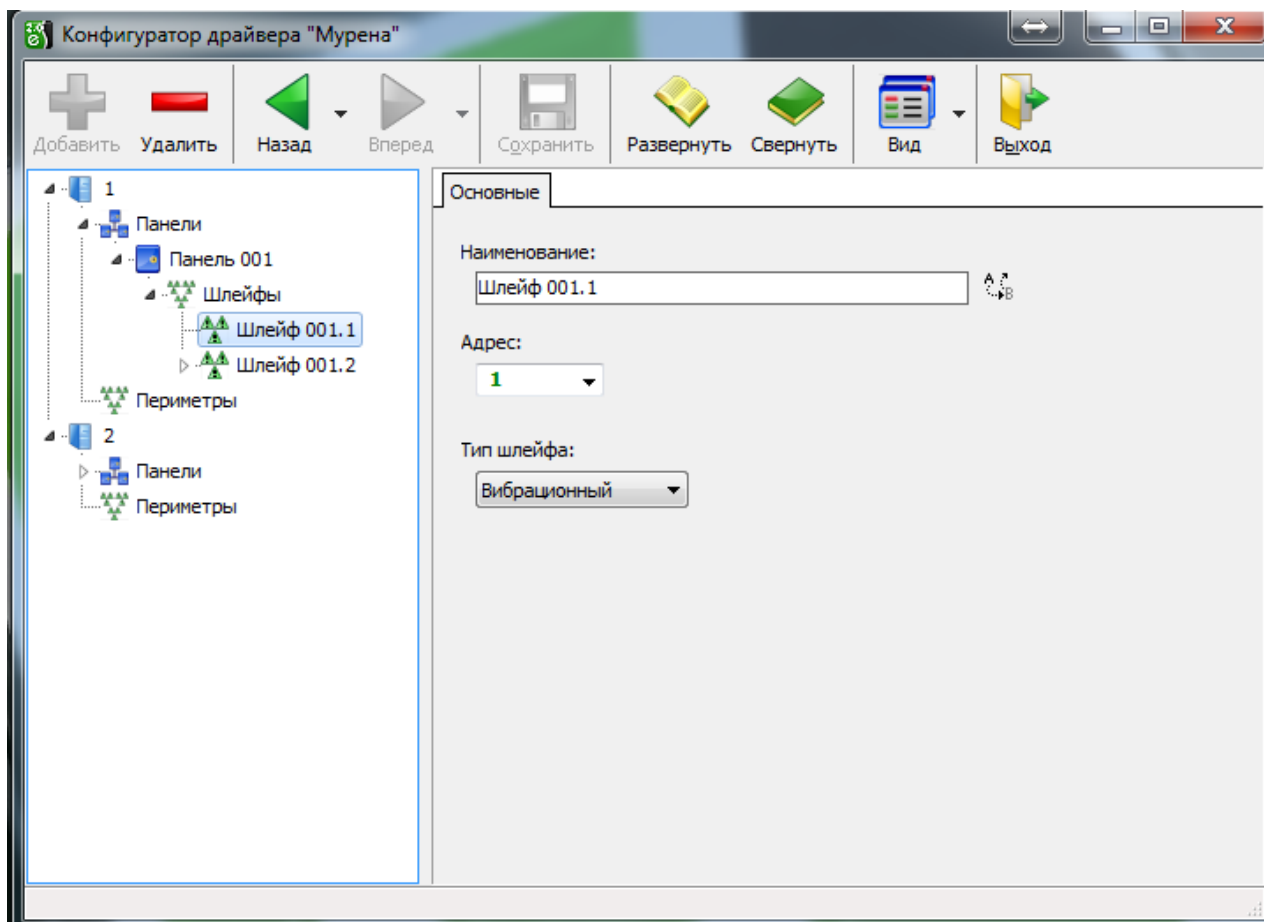 Конфигуратор драйвера "Мурена"
Добавить Удалить Назад Вперед Сохранить Развернуть Свернуть Вид Выход
1
Панели
Панель 001
Шлейфы
Шлейф 001.1
Шлейф 001.2
Периметры
2
Панели
Периметры
Основные
Наименование:
Шлейф 001.1
A B
Адрес:
1
Тип шлейфа:
Вибрационный